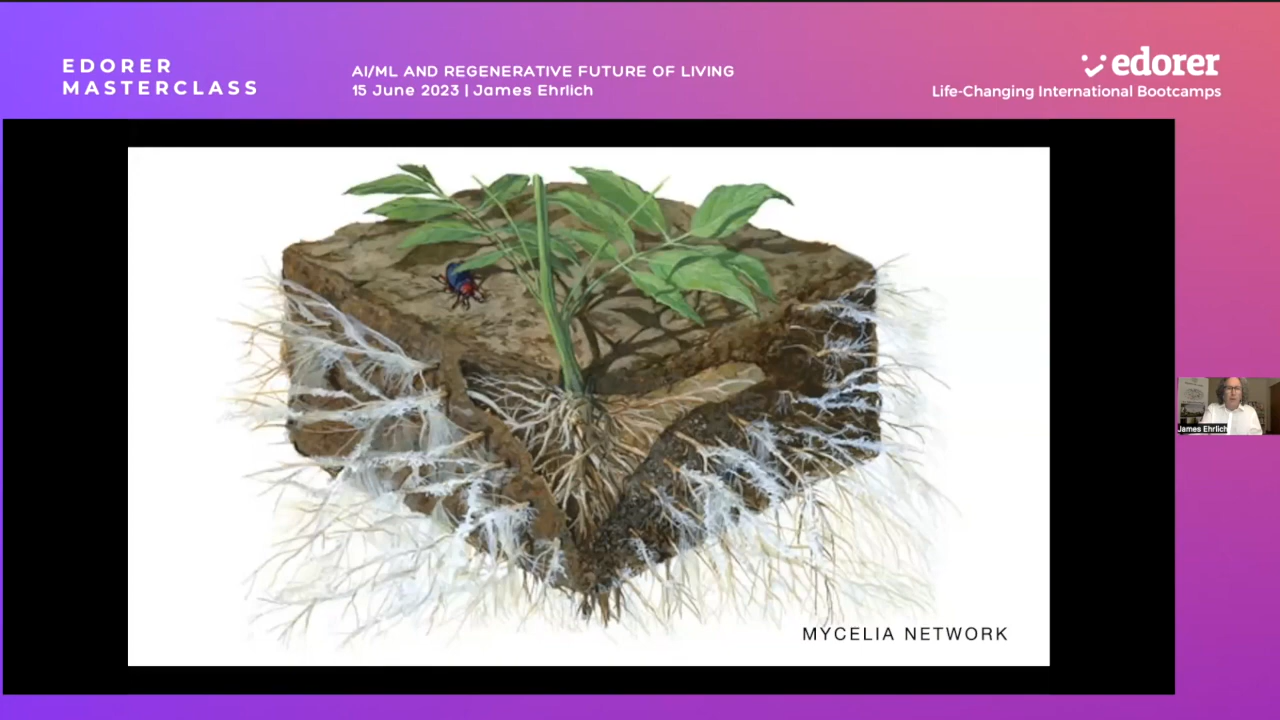 EDORER
MASTERCLASS
AI/ML AND REGENERATIVE FUTURE OF LIVING
15 June 2023 | James Ehrlich
edorer
Life-Changing International Bootcamps
MYCELIA NETWORK
James Ehrlich